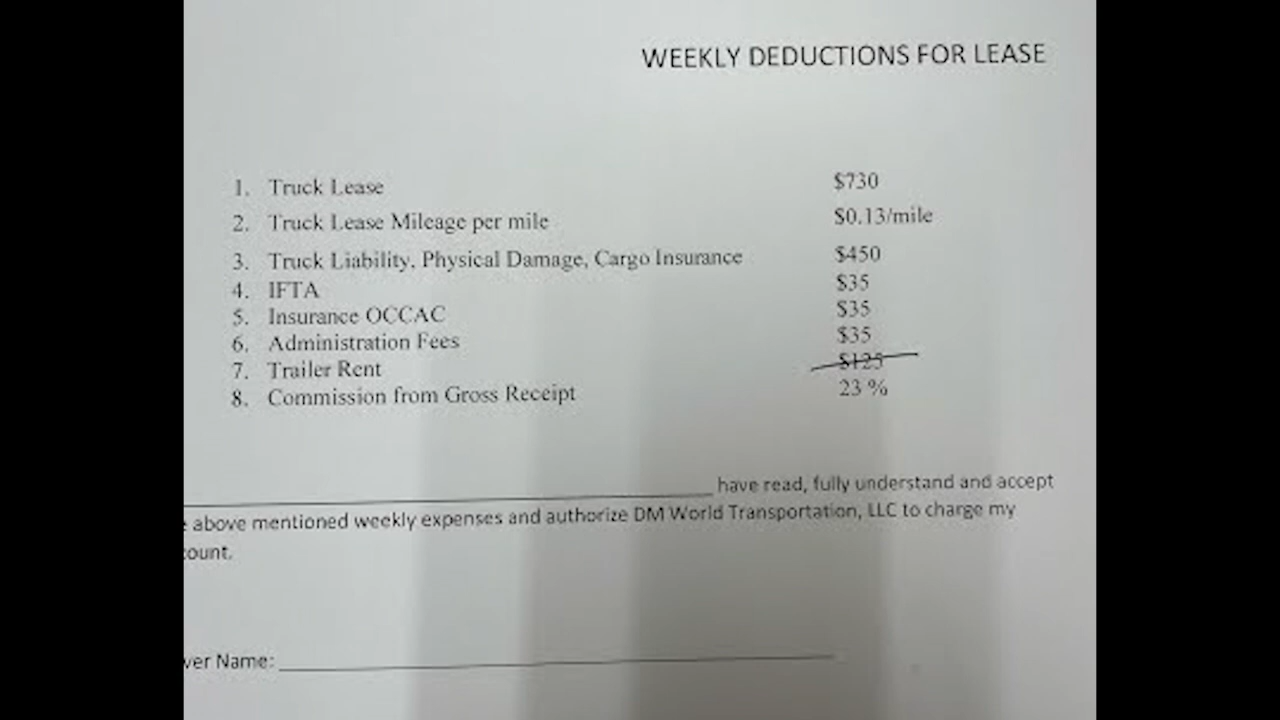 WEEKLY DEDUCTIONS FOR LEASE
1. Truck Lease $730
2. Truck Lease Mileage per mile $0.13/mile
3. Truck Liability, Physical Damage, Cargo Insurance $450
4. IFTA $35
5. Insurance OCCAC $35
6. Administration Fees $35
7. Trailer Rent $125
8. Commission from Gross Receipt 23 %
have read, fully understand and accept
above mentioned weekly expenses and authorize DM World Transportation, LLC to charge my
count.
ver Name: